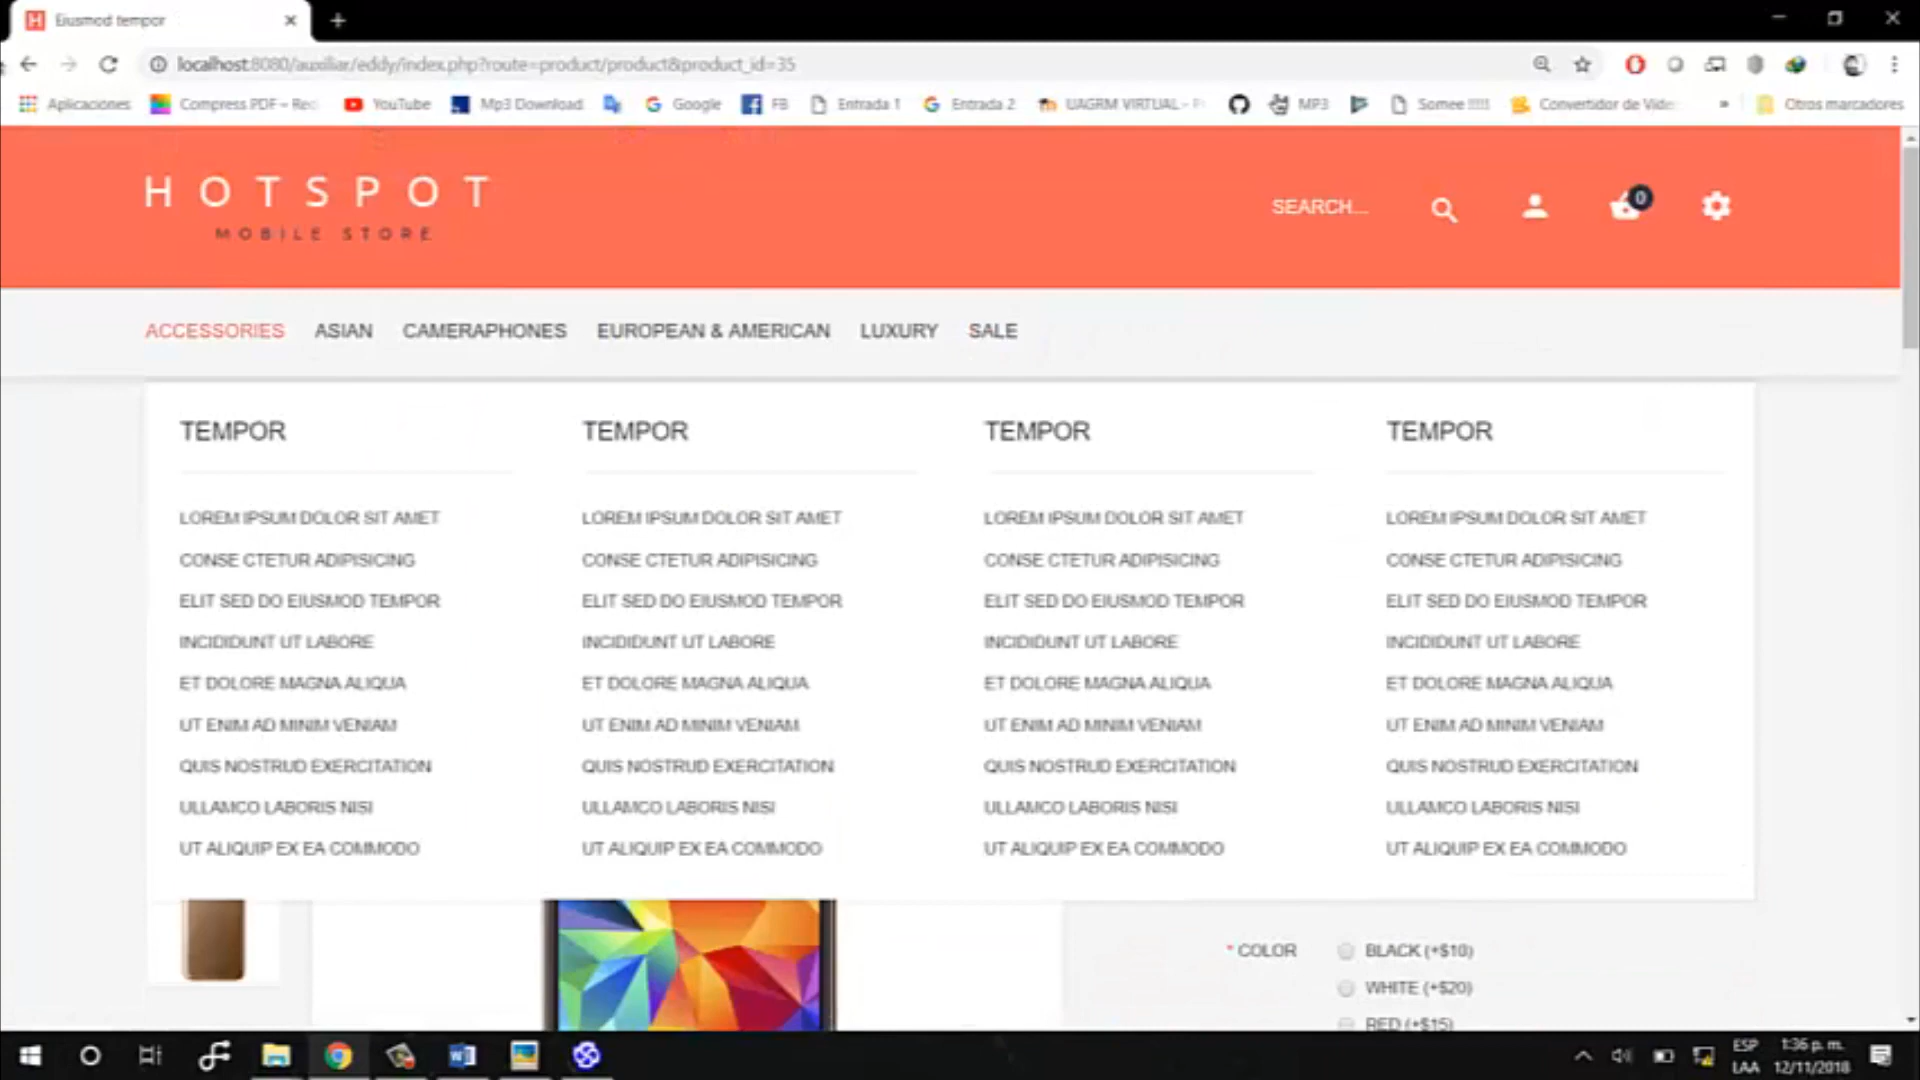 Eiusmod tempor
localhost:8080/auxiliar/eddy/index.php?route=product/product&product_id=35
Aplicaciones Compress PDF – Re YouTube Mp3 Download Google FB Entrada 1 Entrada 2 UAGRM VIRTUAL - P MP3 Somee !!!!! Convertidor de Vide » Otros marcadores
HOTSPOT
MOBILE STORE
SEARCH...
0
ACCESSORIES ASIAN CAMERAPHONES EUROPEAN & AMERICAN LUXURY SALE
TEMPOR TEMPOR TEMPOR TEMPOR
LOREM IPSUM DOLOR SIT AMET LOREM IPSUM DOLOR SIT AMET LOREM IPSUM DOLOR SIT AMET LOREM IPSUM DOLOR SIT AMET
CONSE CTETUR ADIPISICING CONSE CTETUR ADIPISICING CONSE CTETUR ADIPISICING CONSE CTETUR ADIPISICING
ELIT SED DO EIUSMOD TEMPOR ELIT SED DO EIUSMOD TEMPOR ELIT SED DO EIUSMOD TEMPOR ELIT SED DO EIUSMOD TEMPOR
INCIDIDUNT UT LABORE INCIDIDUNT UT LABORE INCIDIDUNT UT LABORE INCIDIDUNT UT LABORE
ET DOLORE MAGNA ALIQUA ET DOLORE MAGNA ALIQUA ET DOLORE MAGNA ALIQUA ET DOLORE MAGNA ALIQUA
UT ENIM AD MINIM VENIAM UT ENIM AD MINIM VENIAM UT ENIM AD MINIM VENIAM UT ENIM AD MINIM VENIAM
QUIS NOSTRUD EXERCITATION QUIS NOSTRUD EXERCITATION QUIS NOSTRUD EXERCITATION QUIS NOSTRUD EXERCITATION
ULLAMCO LABORIS NISI ULLAMCO LABORIS NISI ULLAMCO LABORIS NISI ULLAMCO LABORIS NISI
UT ALIQUIP EX EA COMMODO UT ALIQUIP EX EA COMMODO UT ALIQUIP EX EA COMMODO UT ALIQUIP EX EA COMMODO
* COLOR BLACK (+$10)
WHITE (+$20)
RED (+$15)
ESP 1:36 p. m.
LAA 12/11/2018